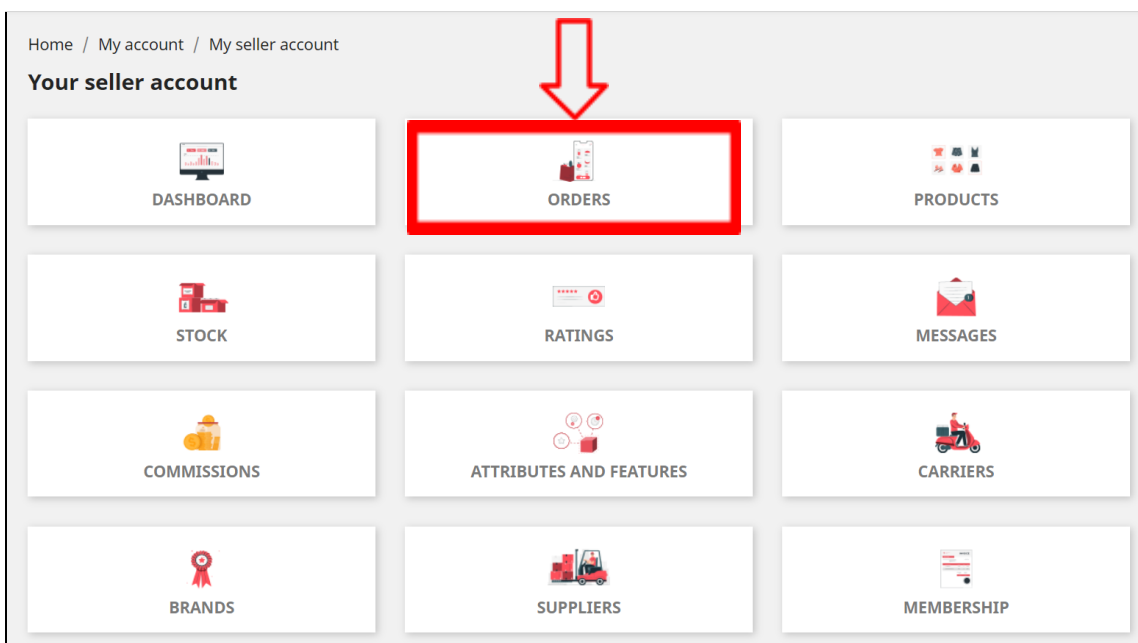 Home / My account / My seller account
Your seller account
DASHBOARD
ORDERS
PRODUCTS
STOCK
RATINGS
MESSAGES
COMMISSIONS
ATTRIBUTES AND FEATURES
CARRIERS
BRANDS
SUPPLIERS
MEMBERSHIP